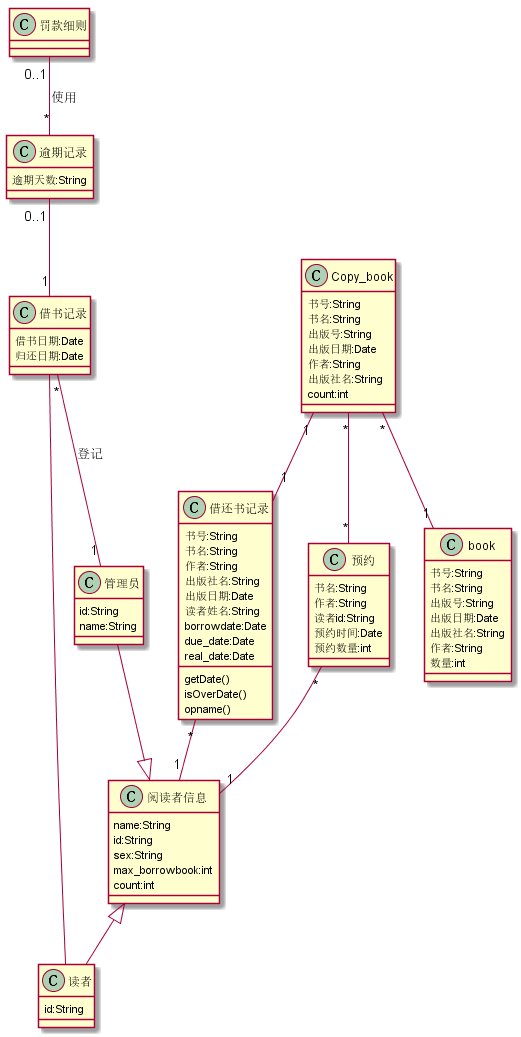 C 罚款细则
0..1
使用
*
C 逾期记录
逾期天数:String
0..1
1
C 借书记录
借书日期:Date
归还日期:Date
*
登记
1
C 管理员
id:String
name:String
C Copy_book
书号:String
书名:String
出版号:String
出版日期:Date
作者:String
出版社名:String
count:int
1
*
*
1
*
1
C 借还书记录
书号:String
书名:String
作者:String
出版社名:String
出版日期:Date
读者姓名:String
borrowdate:Date
due_date:Date
real_date:Date
getDate()
isOverDate()
opname()
C 预约
书名:String
作者:String
读者id:String
预约时间:Date
预约数量:int
C book
书号:String
书名:String
出版号:String
出版日期:Date
出版社名:String
作者:String
数量:int
*
*
1
1
C 阅读者信息
name:String
id:String
sex:String
max_borrowbook:int
count:int
C 读者
id:String